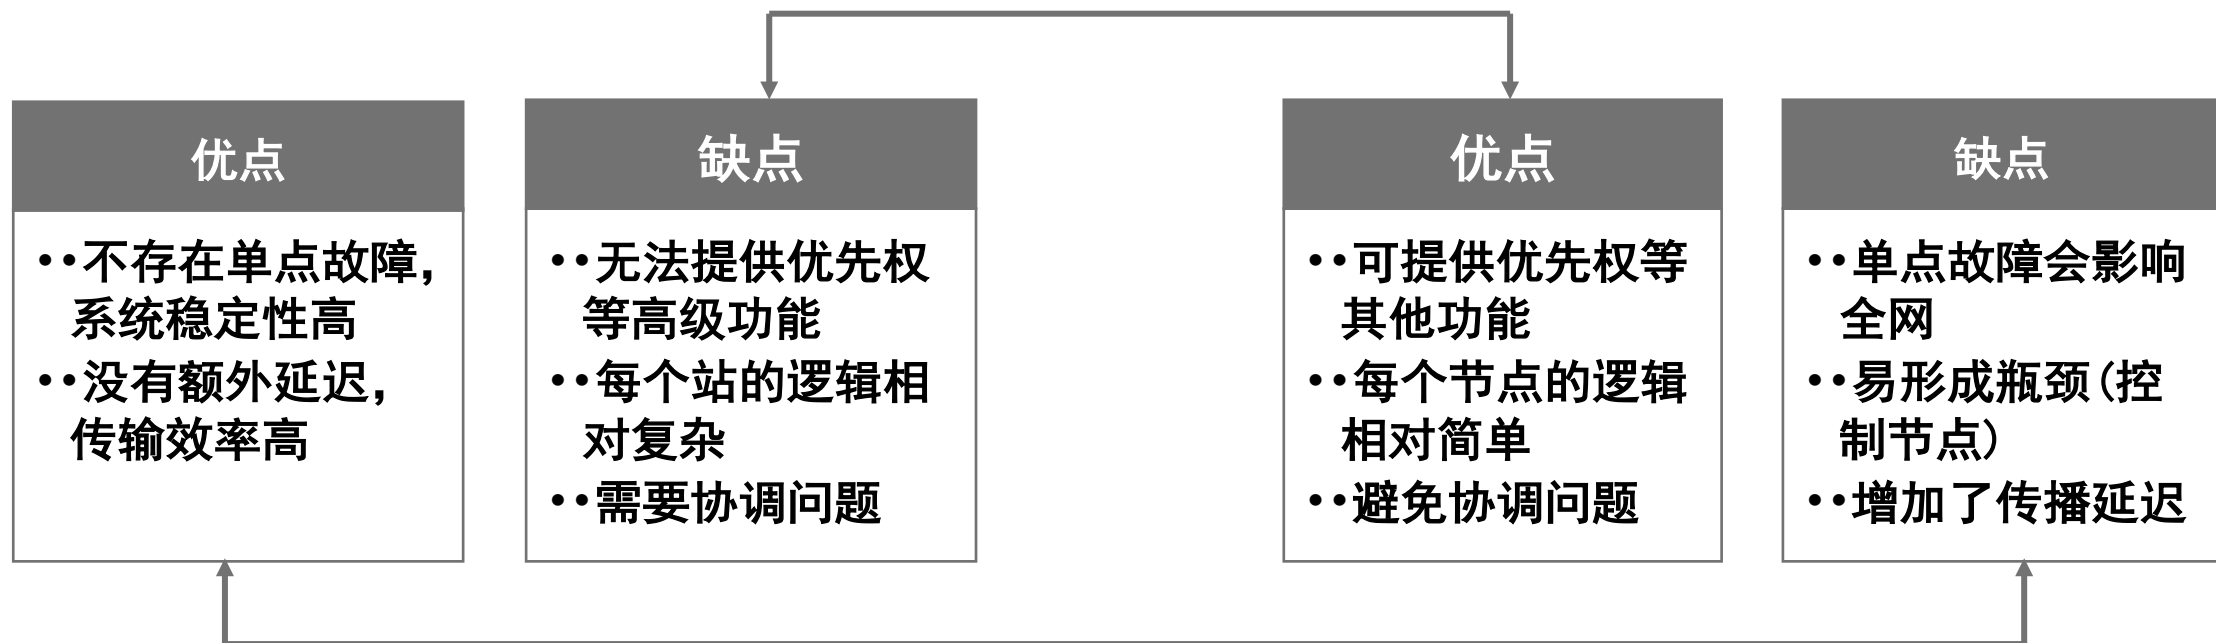 优点
••不存在单点故障,
系统稳定性高
••没有额外延迟,
传输效率高
缺点
••无法提供优先权
等高级功能
••每个站的逻辑相
对复杂
••需要协调问题
优点
••可提供优先权等
其他功能
••每个节点的逻辑
相对简单
••避免协调问题
缺点
••单点故障会影响
全网
••易形成瓶颈(控
制节点)
••增加了传播延迟